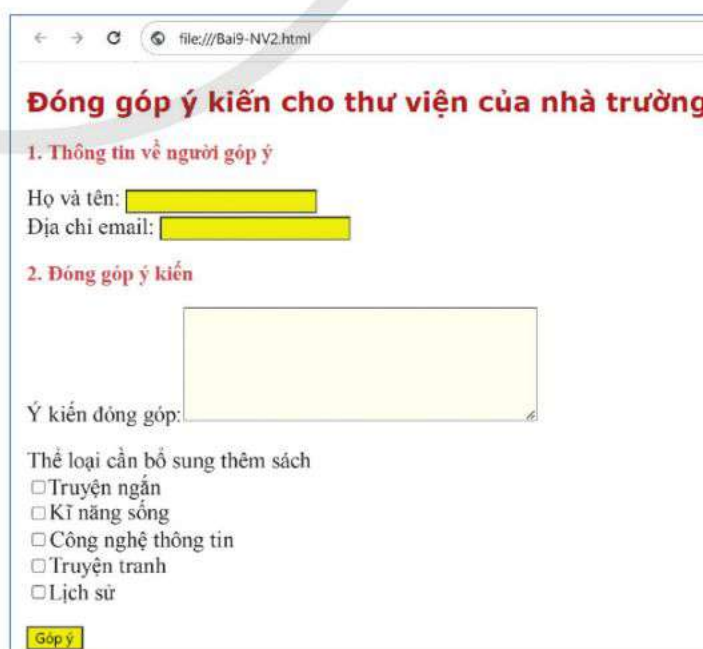 file:///Bai9-NV2.html
Đóng góp ý kiến cho thư viện của nhà trường
1. Thông tin về người góp ý
Họ và tên:
Địa chỉ email:
2. Đóng góp ý kiến
Ý kiến đóng góp:
Thể loại cần bổ sung thêm sách
Truyện ngắn
Kĩ năng sống
Công nghệ thông tin
Truyện tranh
Lịch sử
Góp ý